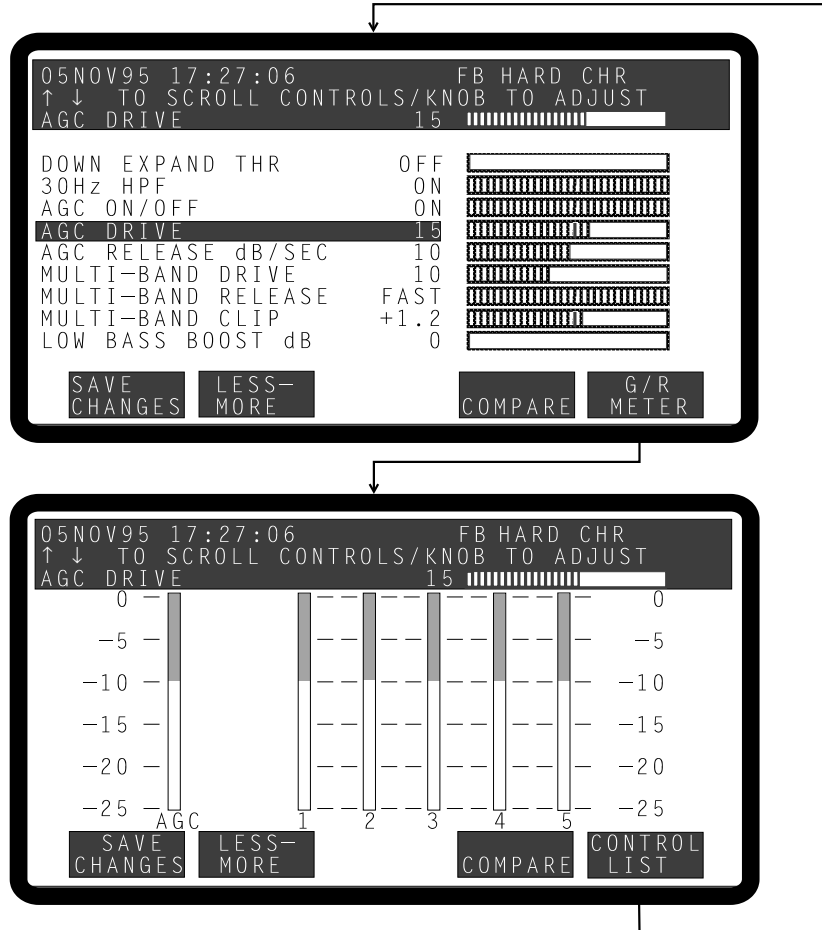 05NOV95 17:27:06 FB HARD CHR
↑ ↓ TO SCROLL CONTROLS/KNOB TO ADJUST
AGC DRIVE 15
DOWN EXPAND THR OFF
30Hz HPF ON
AGC ON/OFF ON
AGC DRIVE 15
AGC RELEASE dB/SEC 10
MULTI-BAND DRIVE 10
MULTI-BAND RELEASE FAST
MULTI-BAND CLIP +1.2
LOW BASS BOOST dB 0
SAVE LESS- G/R
CHANGES MORE COMPARE METER
05NOV95 17:27:06 FB HARD CHR
↑ ↓ TO SCROLL CONTROLS/KNOB TO ADJUST
AGC DRIVE 15
0 0
-5 -5
-10 -10
-15 -15
-20 -20
-25 -25
AGC 1 2 3 4 5
SAVE LESS- CONTROL
CHANGES MORE COMPARE LIST